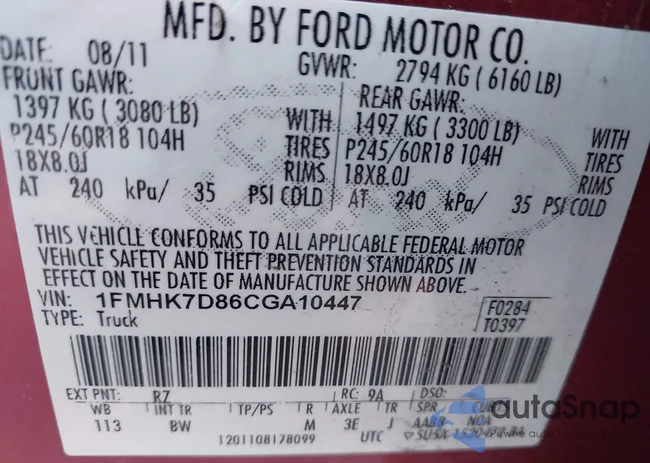 MFD. BY FORD MOTOR CO.
DATE: 08/11 GVWR: 2794 KG ( 6160 LB)
FRONT GAWR: REAR GAWR:
1397 KG ( 3080 LB) WITH 1497 KG ( 3300 LB) WITH
P245/60R18 104H TIRES P245/60R18 104H TIRES
18X8.0J RIMS 18X8.0J RIMS
AT 240 kPa/ 35 PSI COLD AT 240 kPa/ 35 PSI COLD
THIS VEHICLE CONFORMS TO ALL APPLICABLE FEDERAL MOTOR
VEHICLE SAFETY AND THEFT PREVENTION STANDARDS IN
EFFECT ON THE DATE OF MANUFACTURE SHOWN ABOVE.
VIN: 1FMHK7D86CGA10447 F0284
TYPE: Truck T0397
EXT PNT: R7 RC: 9A DSO:
WB INT TR TP/PS R AXLE TR SPR
113 BW M 3E J AABB NOA
1201108178099 UTC
autoSnap